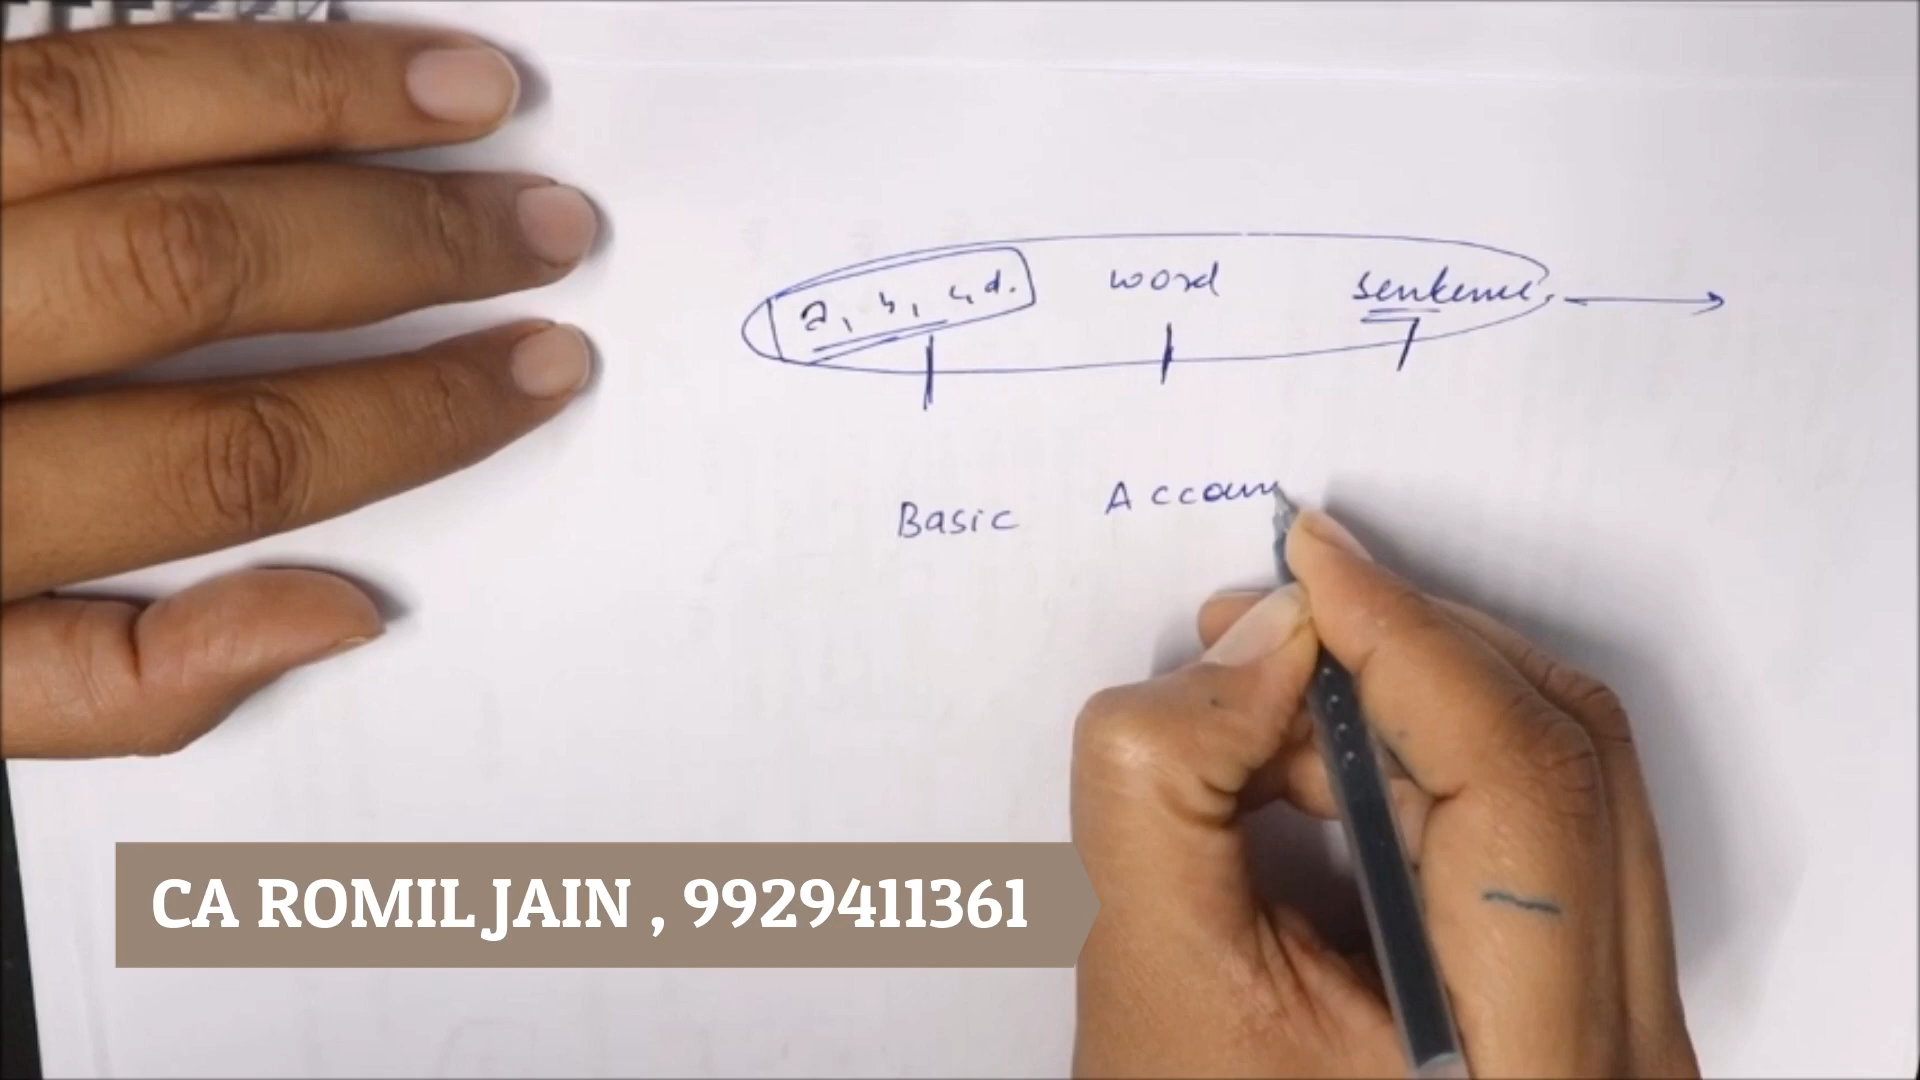 a, b, c, d. word sentence,
Basic Accoun
CA ROMIL JAIN , 9929411361